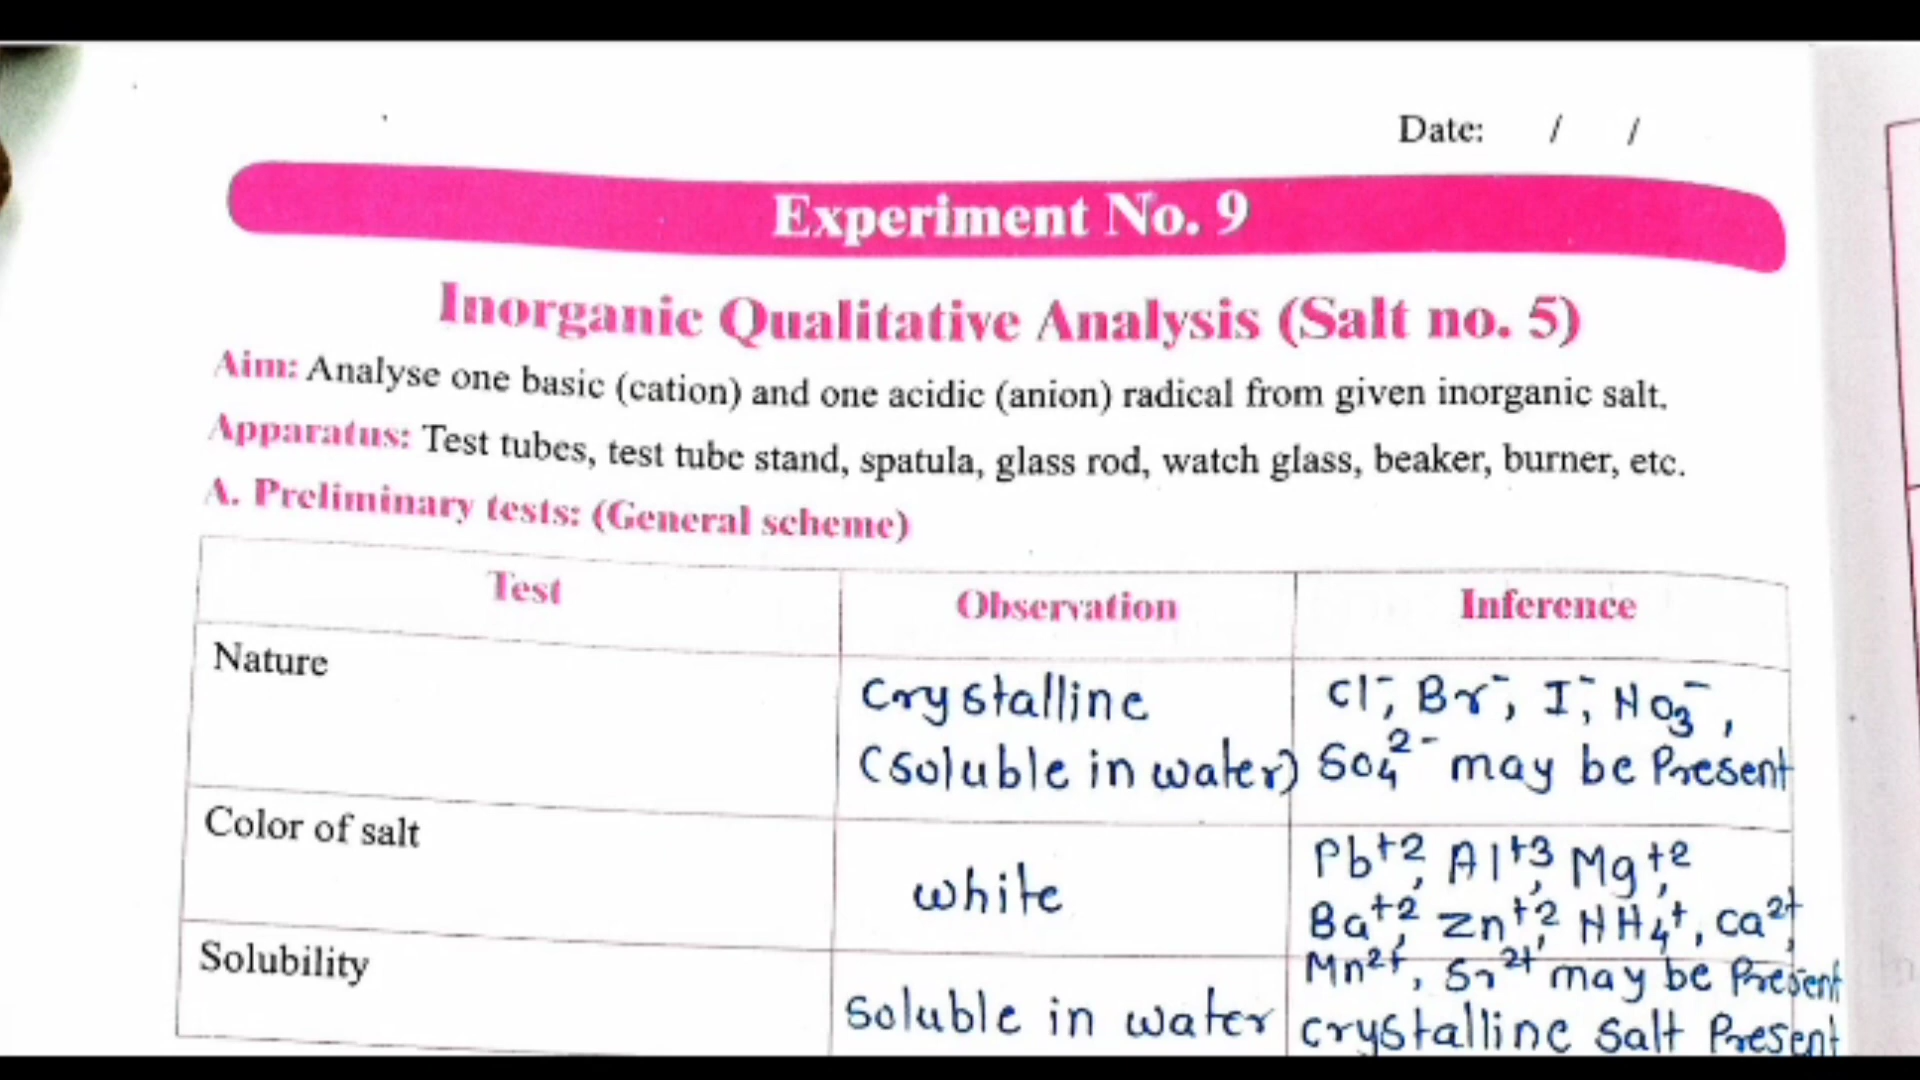 Date: / /
Experiment No. 9
Inorganic Qualitative Analysis (Salt no. 5)
Aim: Analyse one basic (cation) and one acidic (anion) radical from given inorganic salt.
Apparatus: Test tubes, test tube stand, spatula, glass rod, watch glass, beaker, burner, etc.
A. Preliminary tests: (General scheme)
Test Observation Inference
Nature
Crystalline Cl⁻, Br⁻, I⁻, NO₃⁻,
(soluble in water) SO₄²⁻ may be Present
Color of salt
white
Pb⁺², Al⁺³, Mg⁺²,
Ba⁺², Zn⁺², NH₄⁺, Ca²⁺,
Mn²⁺, Sr²⁺ may be Present
Solubility
soluble in water crystalline salt Present